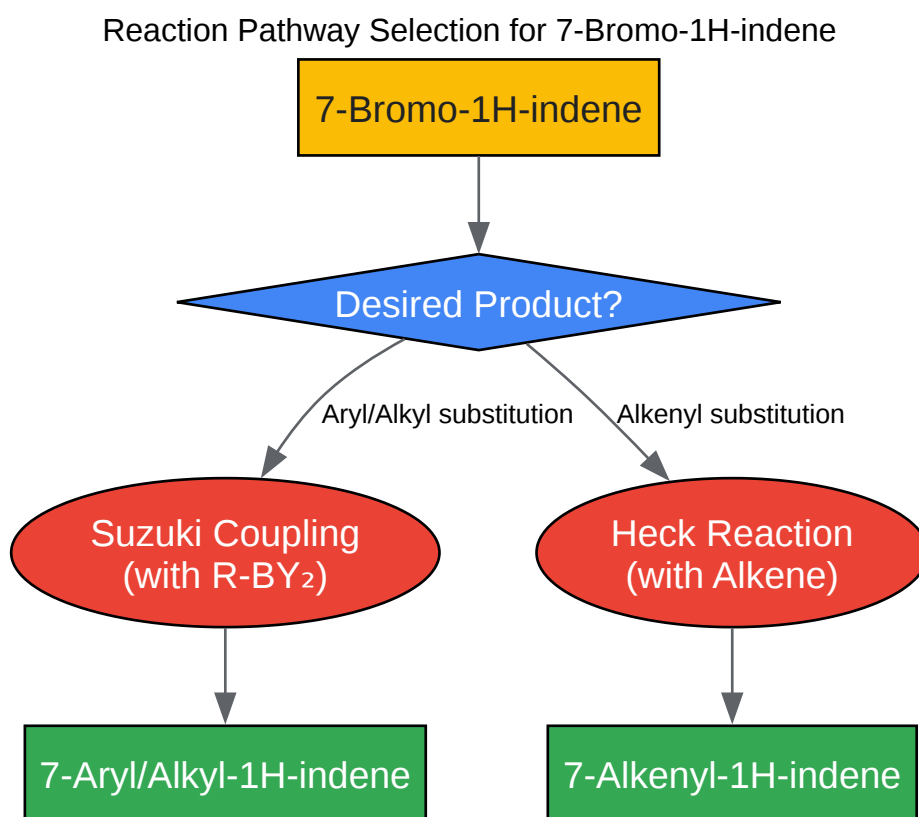 Reaction Pathway Selection for 7-Bromo-1H-indene
7-Bromo-1H-indene
Desired Product?
Aryl/Alkyl substitution
Alkenyl substitution
Suzuki Coupling
(with R-BY₂)
Heck Reaction
(with Alkene)
7-Aryl/Alkyl-1H-indene
7-Alkenyl-1H-indene